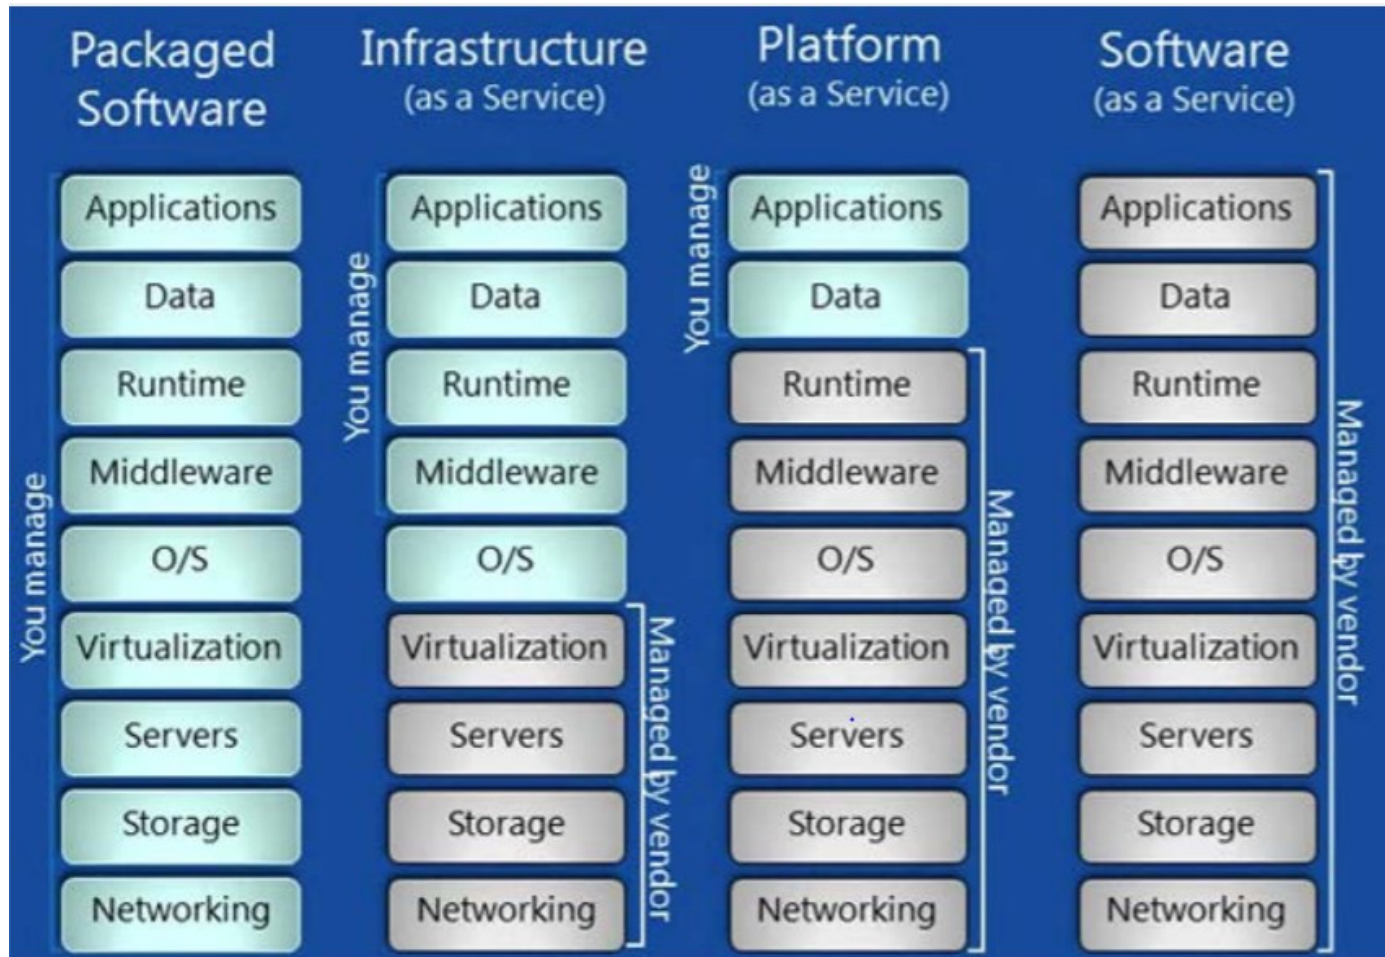 Packaged
Software
You manage
Applications
Data
Runtime
Middleware
O/S
Virtualization
Servers
Storage
Networking
Infrastructure
(as a Service)
You manage
Applications
Data
Runtime
Middleware
O/S
Virtualization
Servers
Storage
Networking
Managed by vendor
Platform
(as a Service)
You manage
Applications
Data
Runtime
Middleware
O/S
Virtualization
Servers
Storage
Networking
Managed by vendor
Software
(as a Service)
Applications
Data
Runtime
Middleware
O/S
Virtualization
Servers
Storage
Networking
Managed by vendor